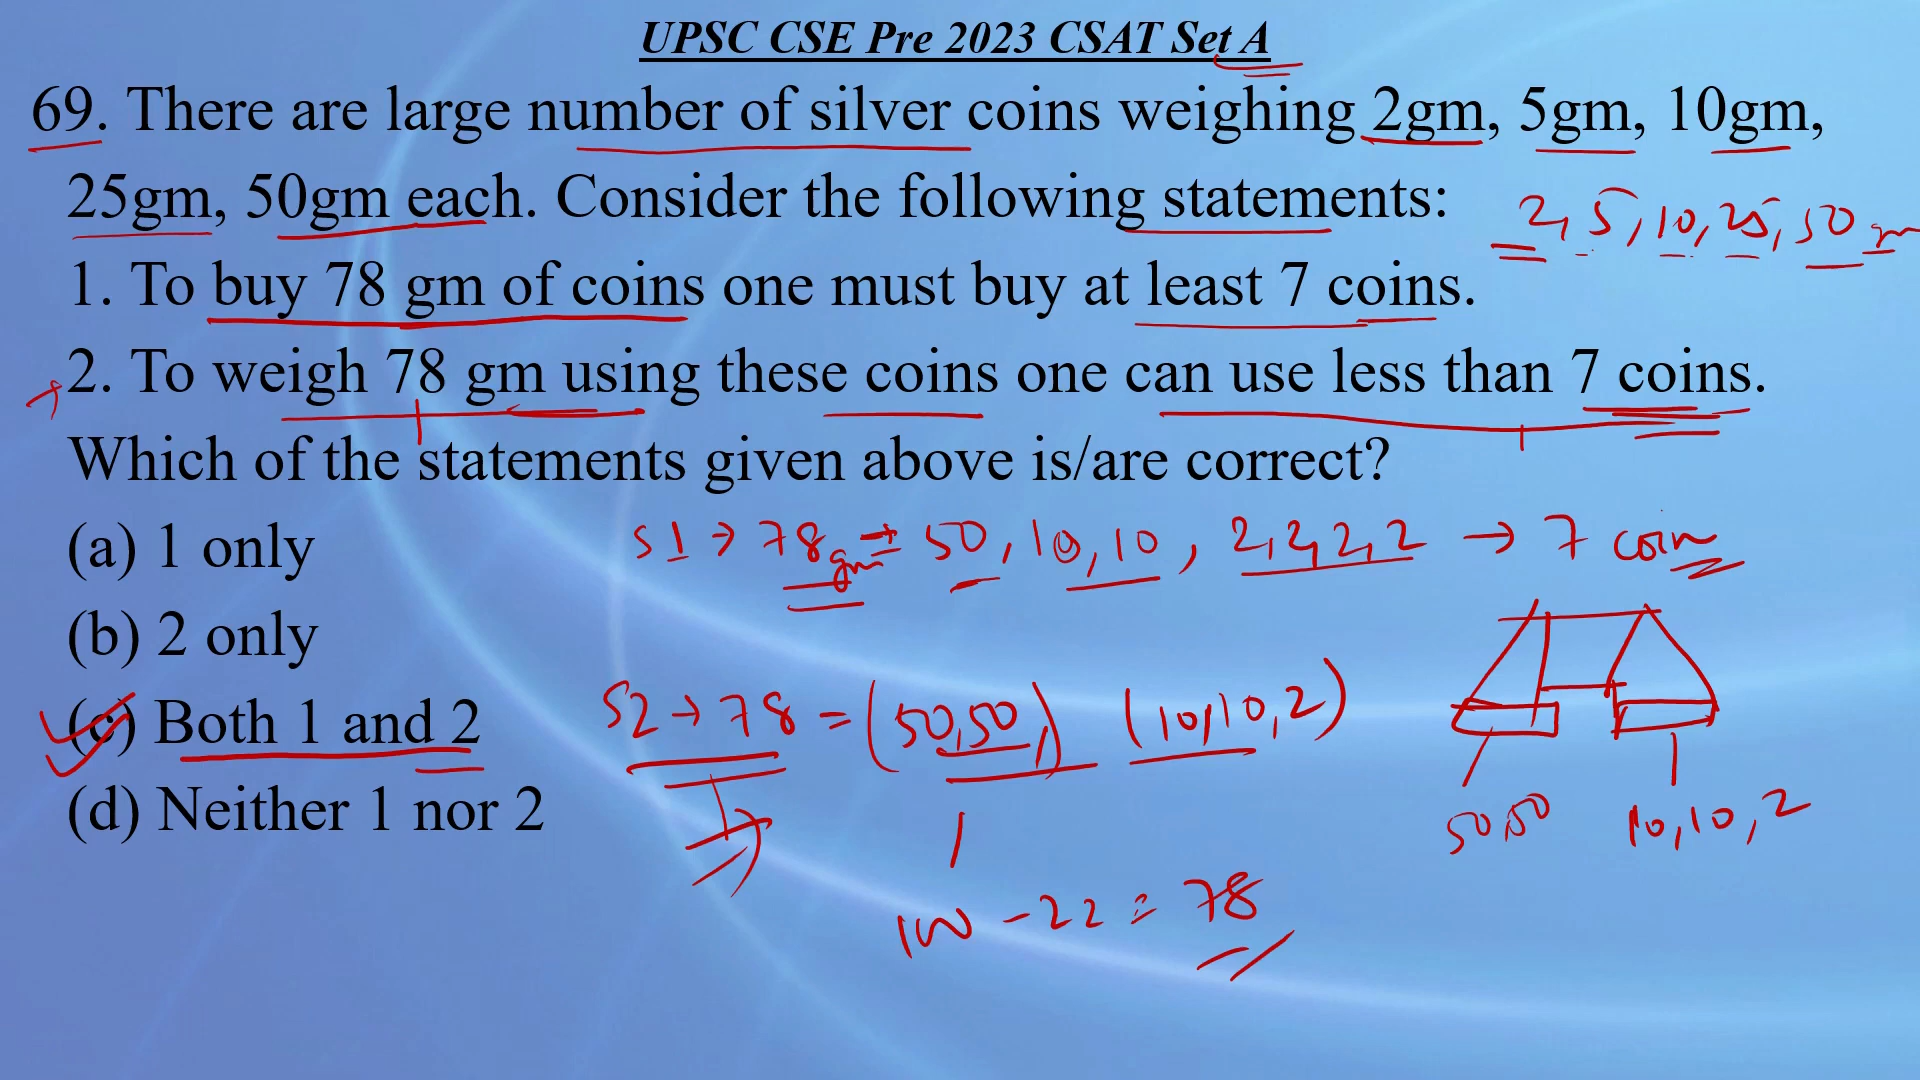 UPSC CSE Pre 2023 CSAT Set A
69. There are large number of silver coins weighing 2gm, 5gm, 10gm,
25gm, 50gm each. Consider the following statements:
2, 5, 10, 25, 50 gm
1. To buy 78 gm of coins one must buy at least 7 coins.
2. To weigh 78 gm using these coins one can use less than 7 coins.
Which of the statements given above is/are correct?
(a) 1 only
S1 → 78gm = 50, 10, 10, 2, 2, 2, 2 → 7 coin
(b) 2 only
(c) Both 1 and 2
S2 → 78 = (50, 50,) (10, 10, 2)
(d) Neither 1 nor 2
50, 50 10, 10, 2
100 - 22 = 78